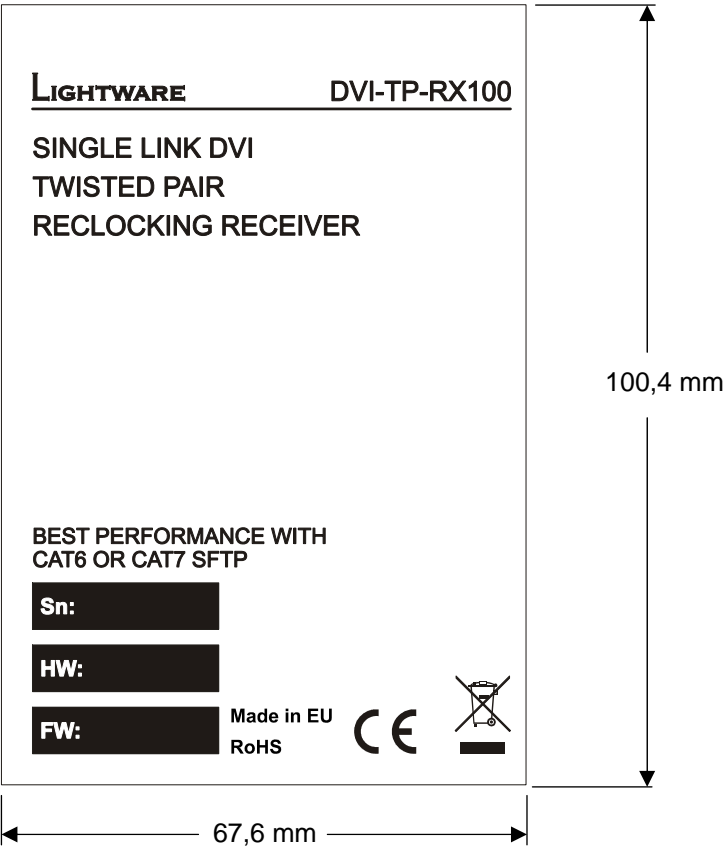 LIGHTWARE DVI-TP-RX100
SINGLE LINK DVI
TWISTED PAIR
RECLOCKING RECEIVER
100,4 mm
BEST PERFORMANCE WITH
CAT6 OR CAT7 SFTP
Sn:
HW:
FW:
Made in EU
RoHS
CE
67,6 mm